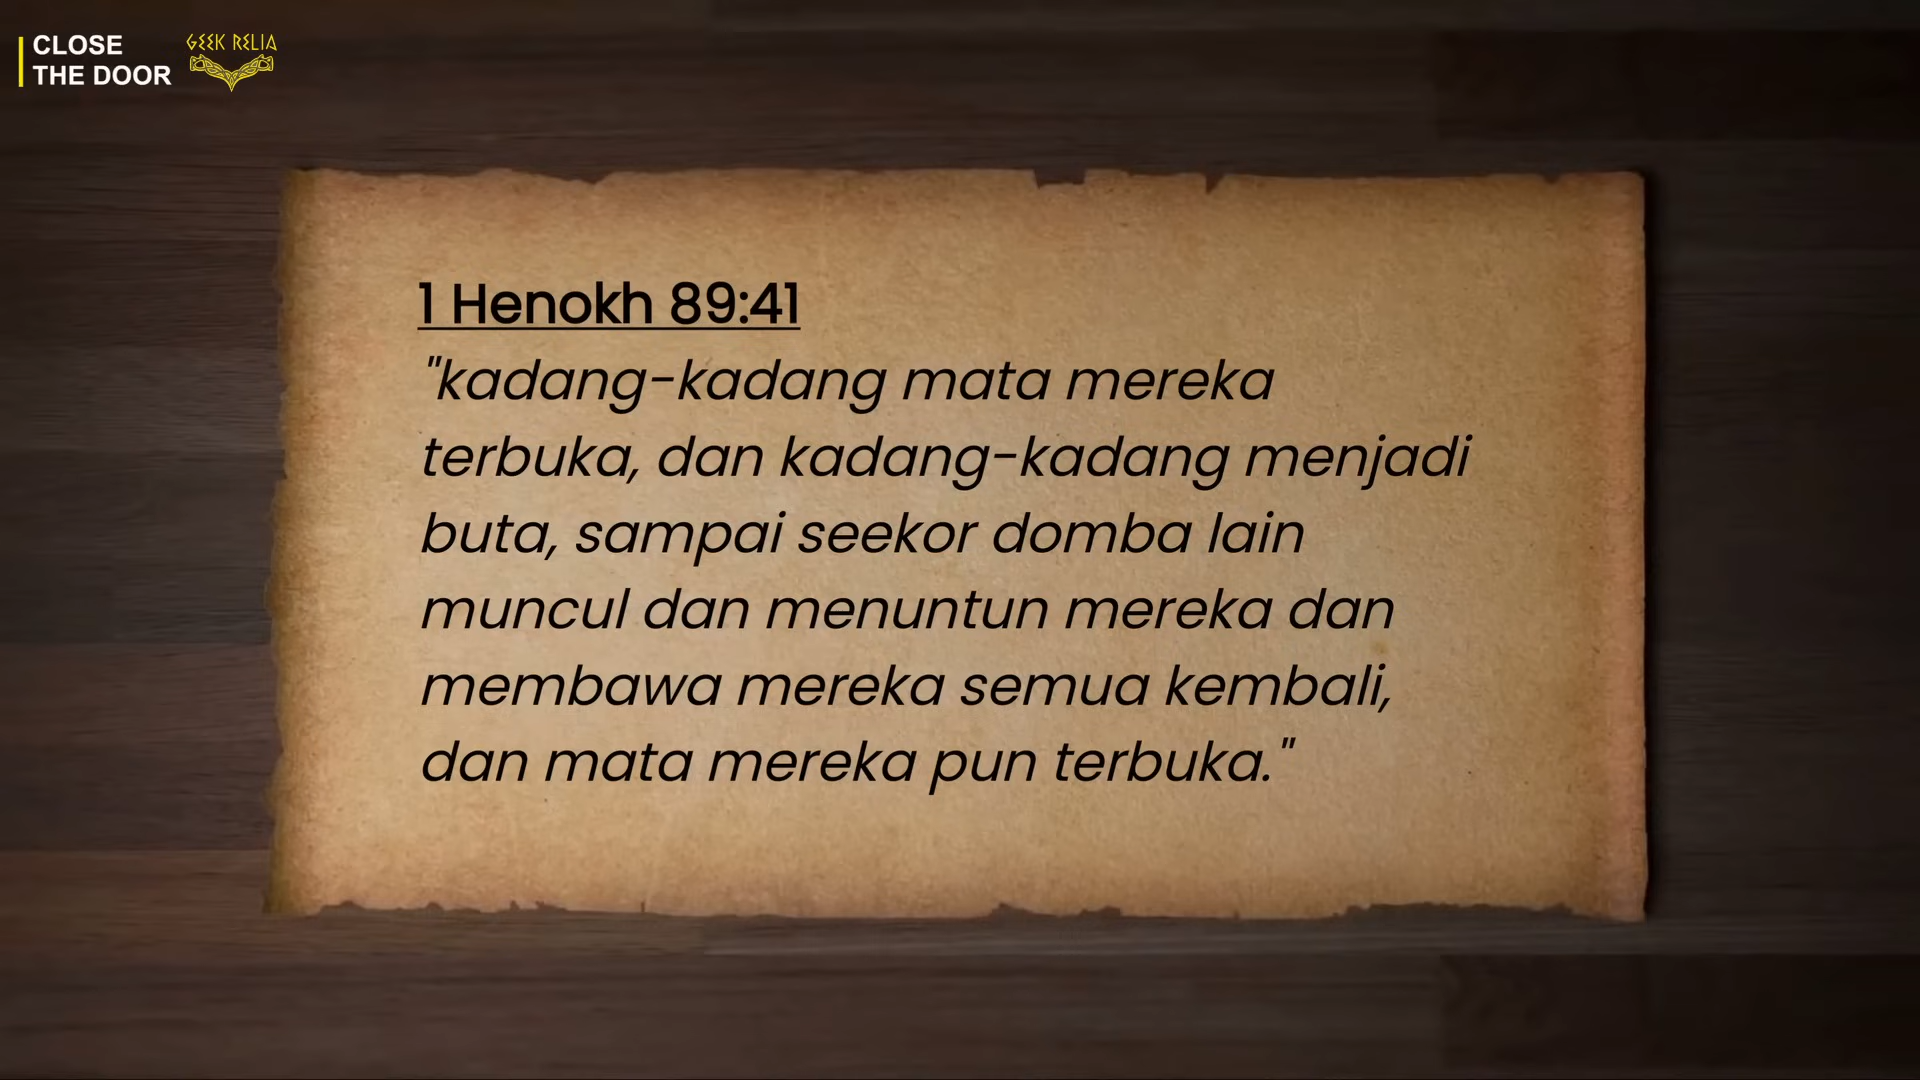 CLOSE
THE DOOR
GEEK RELIA
1 Henokh 89:41
"kadang-kadang mata mereka
terbuka, dan kadang-kadang menjadi
buta, sampai seekor domba lain
muncul dan menuntun mereka dan
membawa mereka semua kembali,
dan mata mereka pun terbuka."